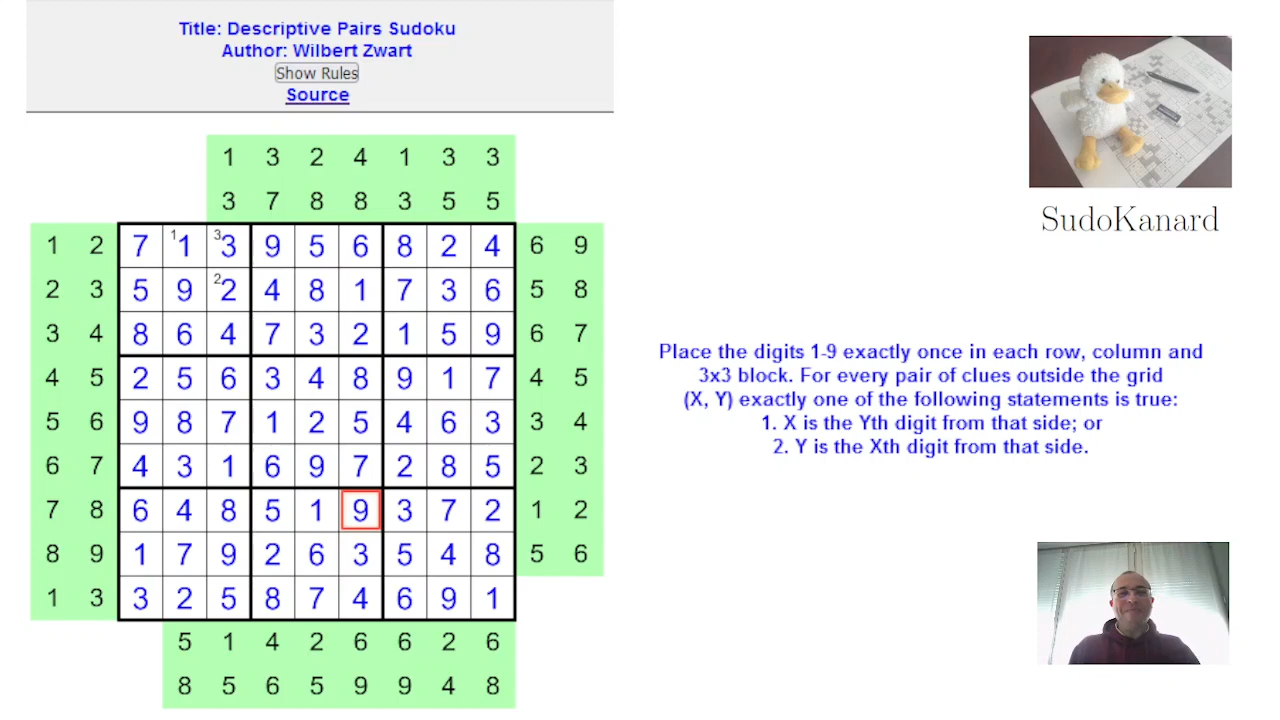 Title: Descriptive Pairs Sudoku
Author: Wilbert Zwart
Show Rules
Source
1 3 2 4 1 3 3
3 7 8 8 3 5 5
1 2 7 1 1 3 3 9 5 6 8 2 4 6 9
2 3 5 9 2 2 4 8 1 7 3 6 5 8
3 4 8 6 4 7 3 2 1 5 9 6 7
4 5 2 5 6 3 4 8 9 1 7 4 5
5 6 9 8 7 1 2 5 4 6 3 3 4
6 7 4 3 1 6 9 7 2 8 5 2 3
7 8 6 4 8 5 1 9 3 7 2 1 2
8 9 1 7 9 2 6 3 5 4 8 5 6
1 3 3 2 5 8 7 4 6 9 1
5 1 4 2 6 6 2 6
8 5 6 5 9 9 4 8
SudoKanard
Place the digits 1-9 exactly once in each row, column and
3x3 block. For every pair of clues outside the grid
(X, Y) exactly one of the following statements is true:
1. X is the Yth digit from that side; or
2. Y is the Xth digit from that side.